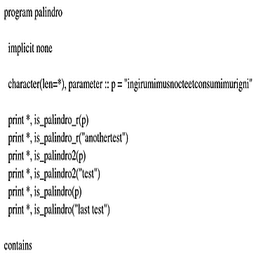 program palindro
implicit none
character(len=*), parameter :: p = "ingirumimusnocteetconsumimurigni"
print *, is_palindro_r(p)
print *, is_palindro_r("anothertest")
print *, is_palindro2(p)
print *, is_palindro2("test")
print *, is_palindro(p)
print *, is_palindro("last test")
contains